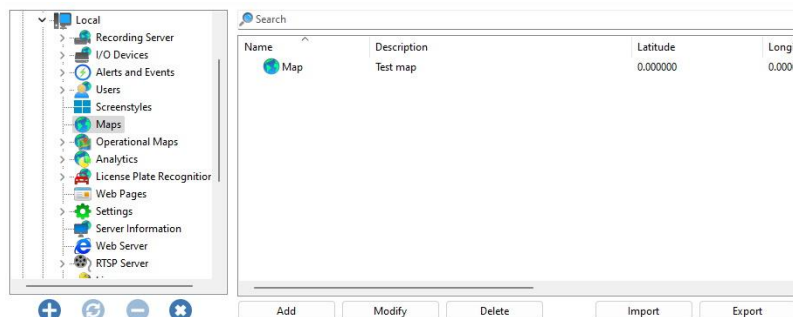 Local
Recording Server
I/O Devices
Alerts and Events
Users
Screenstyles
Maps
Operational Maps
Analytics
License Plate Recognition
Web Pages
Settings
Server Information
Web Server
RTSP Server
Search
Name Description Latitude
Map Test map 0.000000
Add Modify Delete Import Export